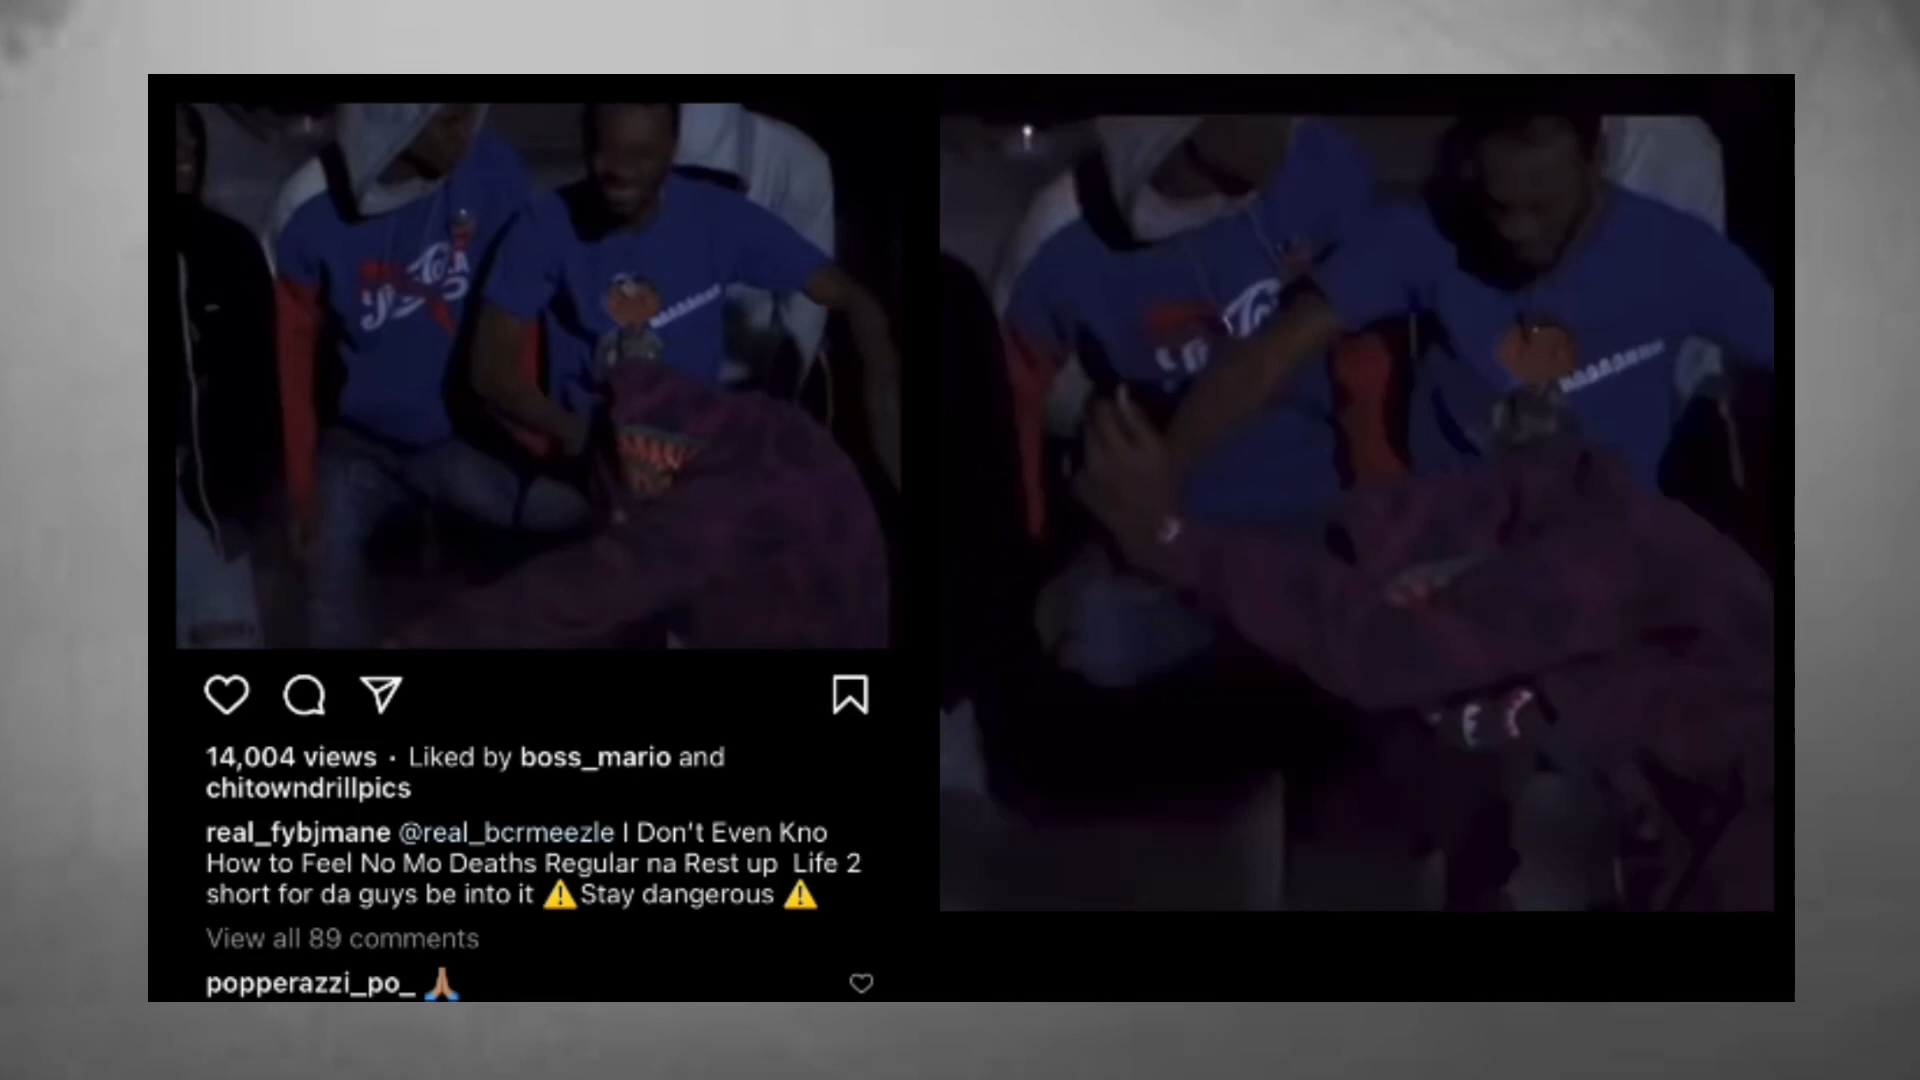 14,004 views · Liked by boss_mario and
chitowndrillpics
real_fybjmane @real_bcrmeezle I Don't Even Kno
How to Feel No Mo Deaths Regular na Rest up Life 2
short for da guys be into it ⚠️Stay dangerous ⚠️
View all 89 comments
popperazzi_po_ 🙏🏽